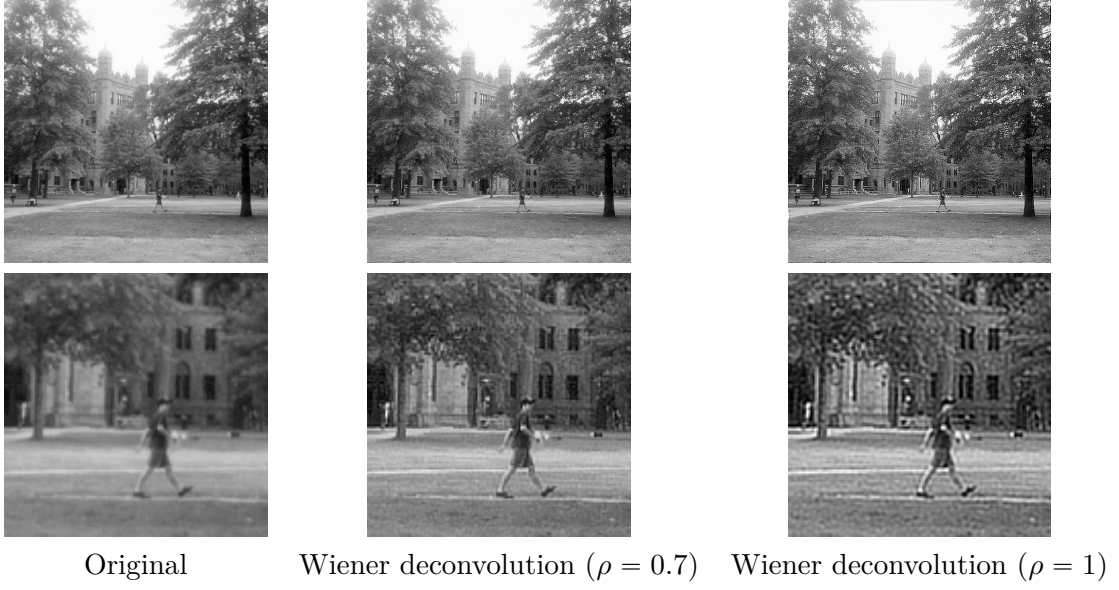 Original
Wiener deconvolution (ρ = 0.7)
Wiener deconvolution (ρ = 1)